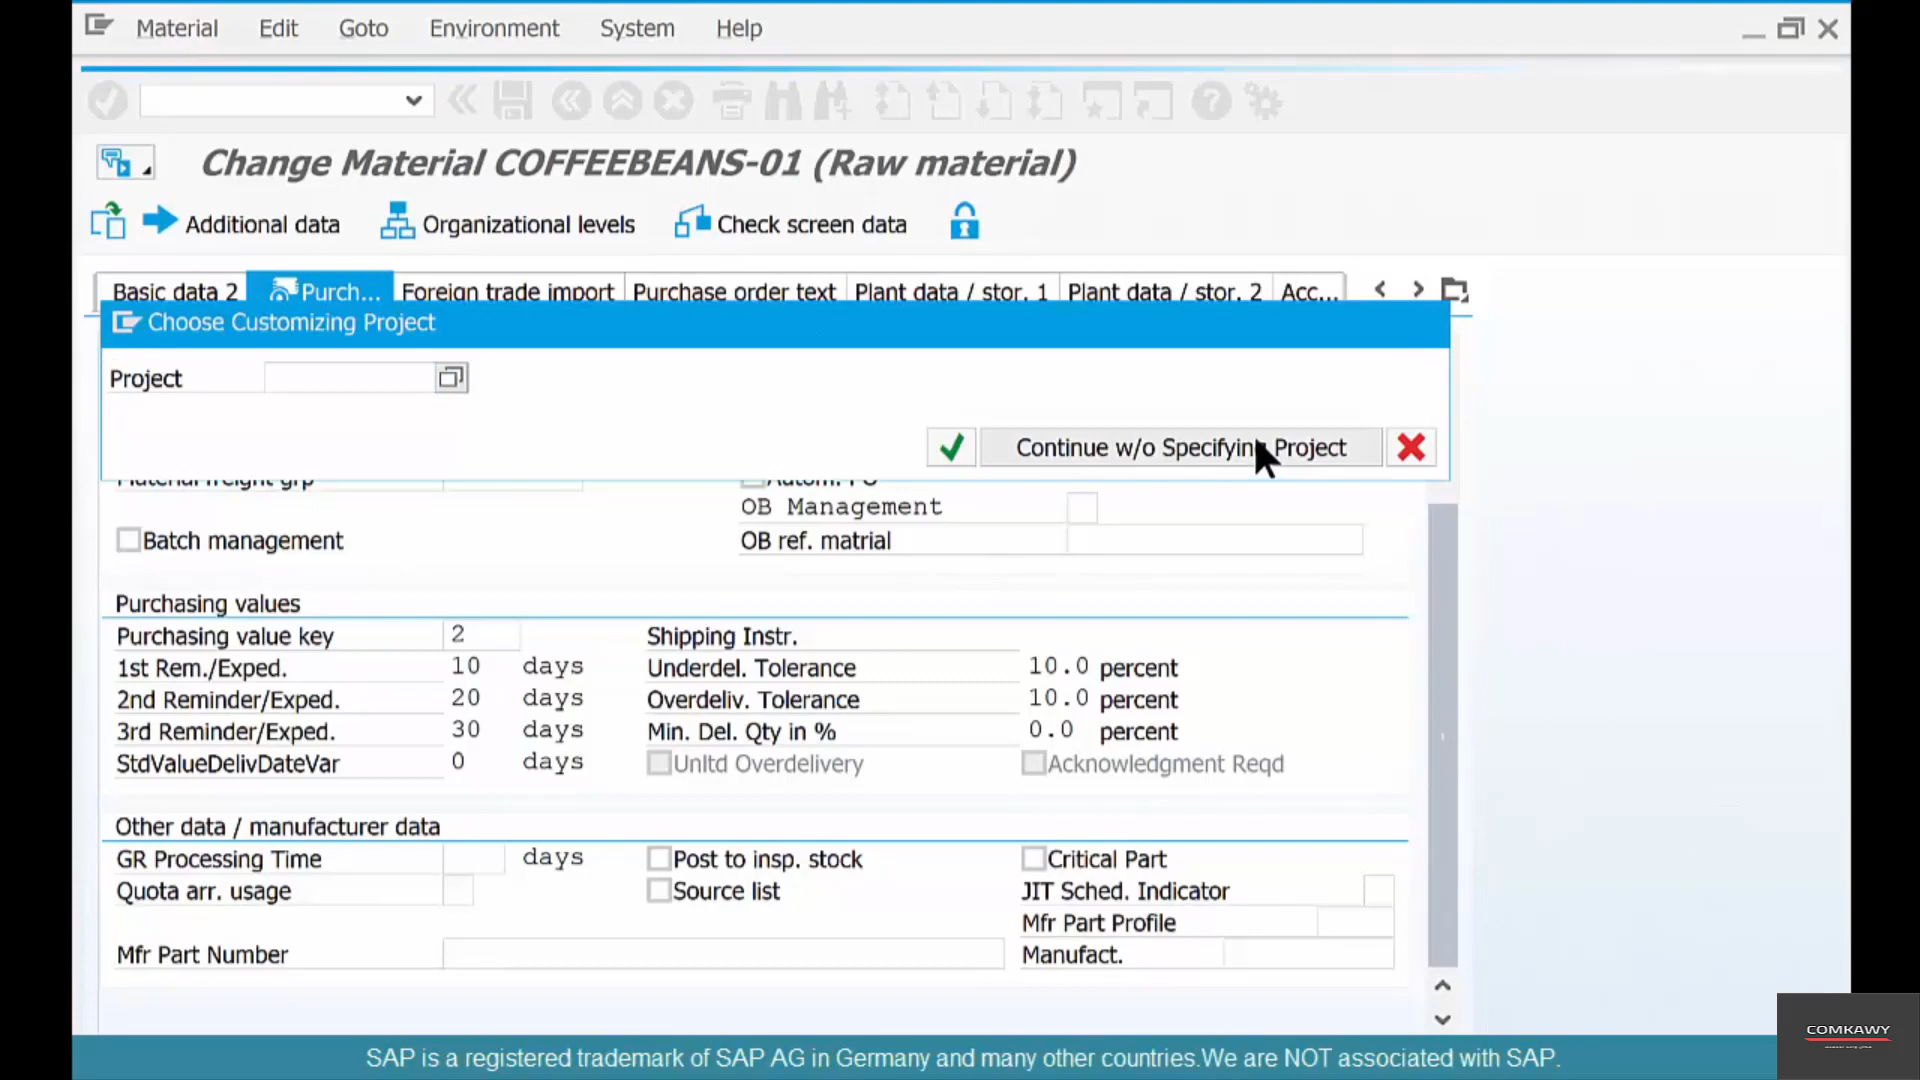 Material Edit Goto Environment System Help
Change Material COFFEEBEANS-01 (Raw material)
Additional data Organizational levels Check screen data
Basic data 2 Purch... Foreign trade import Purchase order text Plant data / stor. 1 Plant data / stor. 2 Acc...
Choose Customizing Project
Project
Continue w/o Specifying Project
Material freight grp Autom. PO
OB Management
Batch management OB ref. matrial
Purchasing values
Purchasing value key 2 Shipping Instr.
1st Rem./Exped. 10 days Underdel. Tolerance 10.0 percent
2nd Reminder/Exped. 20 days Overdeliv. Tolerance 10.0 percent
3rd Reminder/Exped. 30 days Min. Del. Qty in % 0.0 percent
StdValueDelivDateVar 0 days Unltd Overdelivery Acknowledgment Reqd
Other data / manufacturer data
GR Processing Time days Post to insp. stock Critical Part
Quota arr. usage Source list JIT Sched. Indicator
Mfr Part Profile
Mfr Part Number Manufact.
COMKAWY
SAP is a registered trademark of SAP AG in Germany and many other countries.We are NOT associated with SAP.